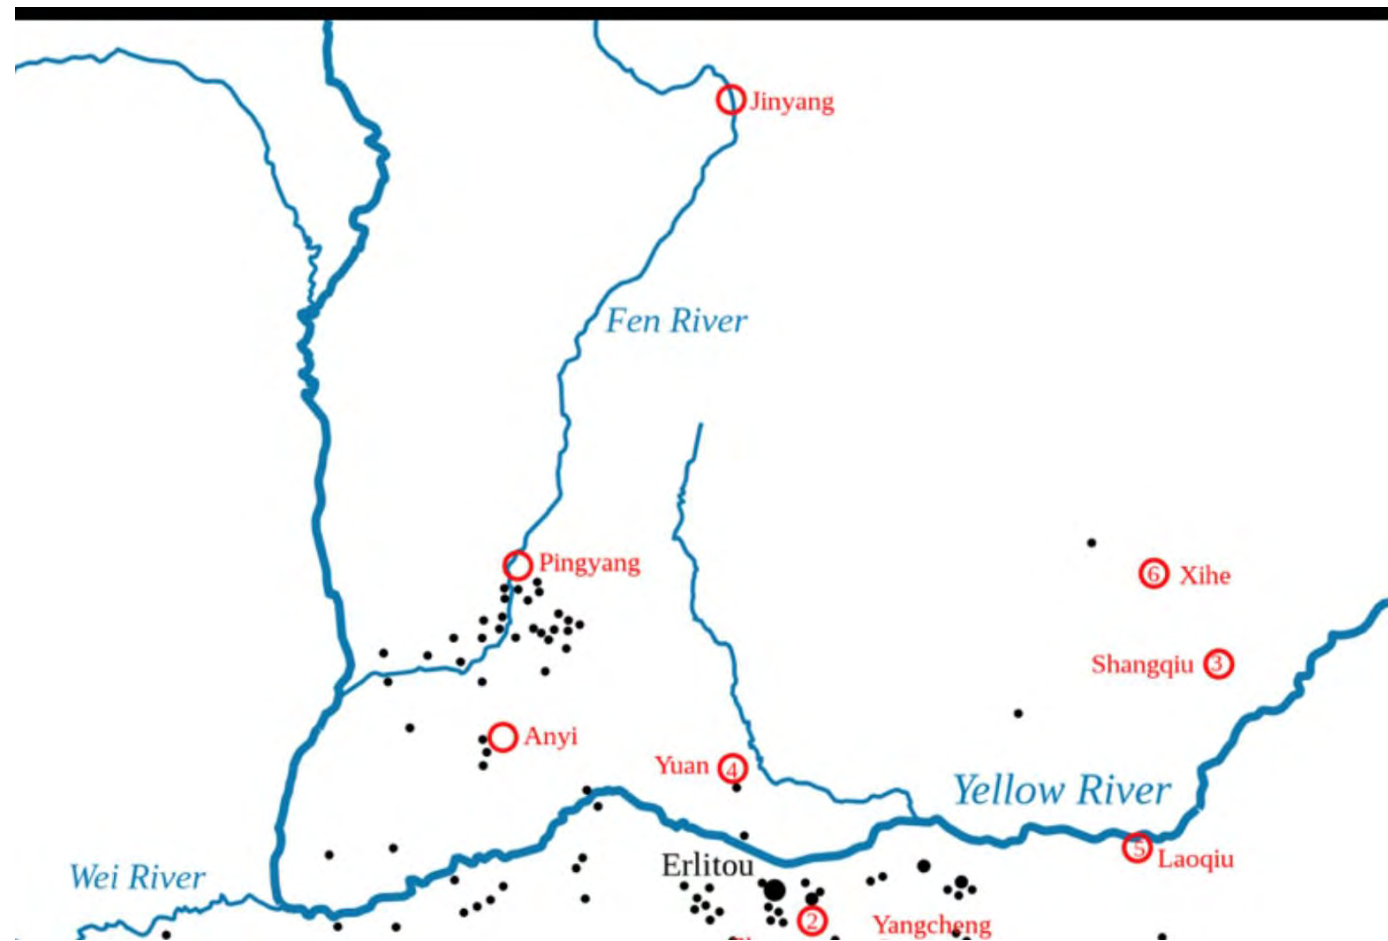 Jinyang
Fen River
Pingyang
6 Xihe
Shangqiu 3
Anyi
Yuan 4
Yellow River
5 Laoqiu
Erlitou
Wei River
2
Yangcheng